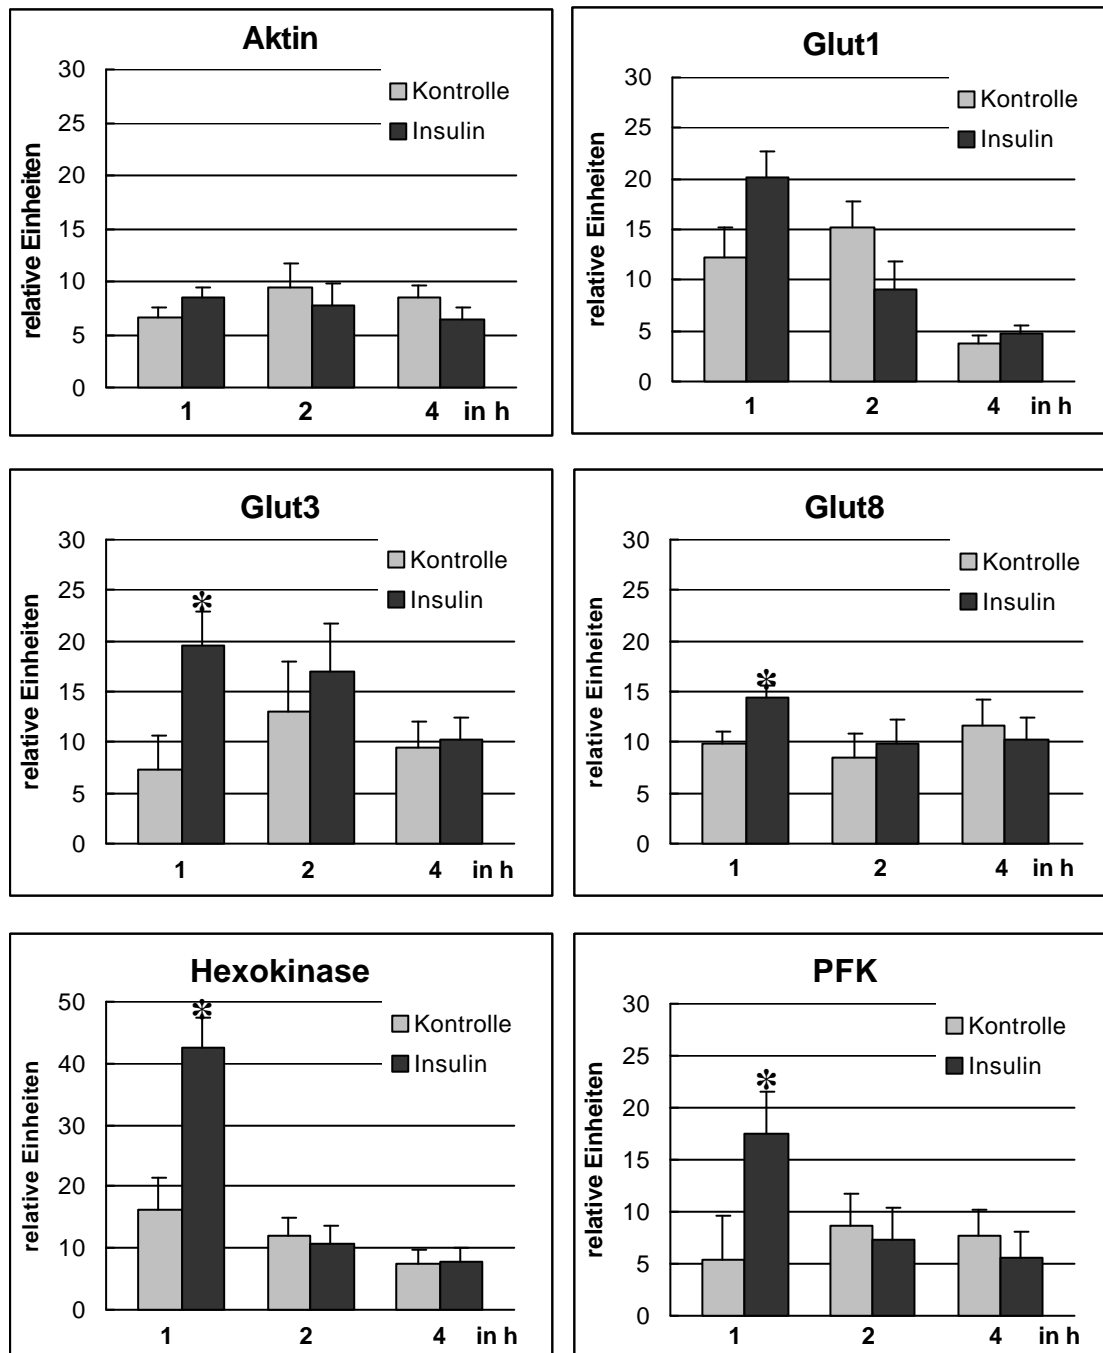 Aktin
30
25
20
15
10
5
0
relative Einheiten
Kontrolle
Insulin
1 2 4 in h
Glut1
30
25
20
15
10
5
0
relative Einheiten
Kontrolle
Insulin
1 2 4 in h
Glut3
30
25
20
15
10
5
0
relative Einheiten
Kontrolle
Insulin
*
1 2 4 in h
Glut8
30
25
20
15
10
5
0
relative Einheiten
Kontrolle
Insulin
*
1 2 4 in h
Hexokinase
50
40
30
20
10
0
relative Einheiten
Kontrolle
Insulin
*
1 2 4 in h
PFK
30
25
20
15
10
5
0
relative Einheiten
Kontrolle
Insulin
*
1 2 4 in h